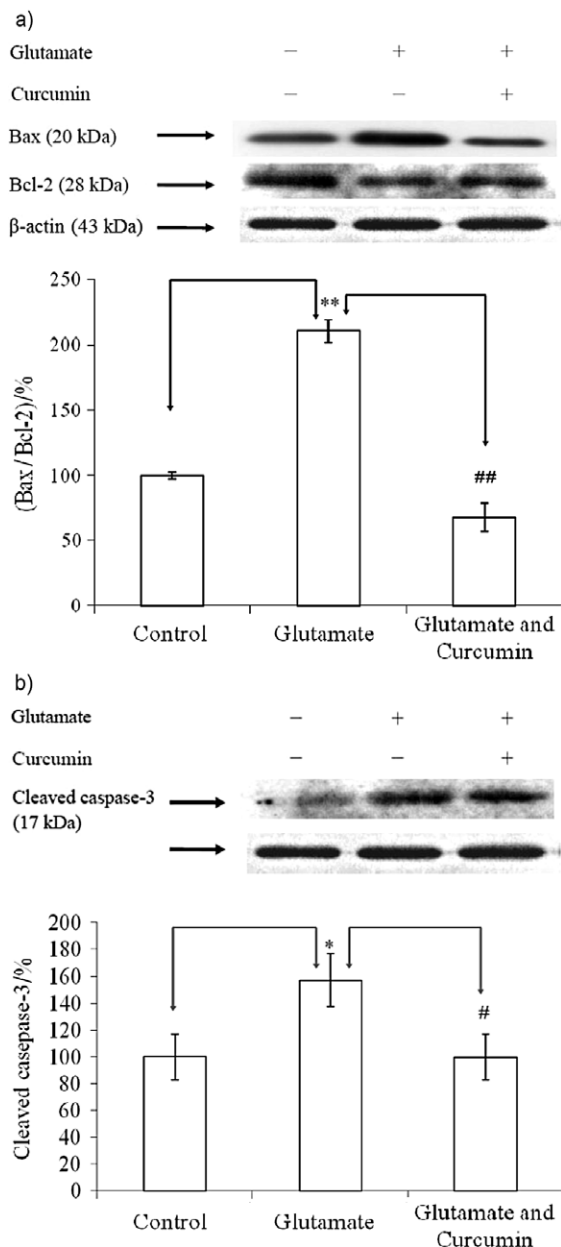 a)
Glutamate − + +
Curcumin − − +
Bax (20 kDa)
Bcl-2 (28 kDa)
β-actin (43 kDa)
250
**
200
(Bax/Bcl-2)/%
150
100
##
50
0
Control Glutamate Glutamate and
Curcumin
b)
Glutamate − + +
Curcumin − − +
Cleaved caspase-3
(17 kDa)
200
180
*
160
140
#
120
Cleaved casepase-3/%
100
80
60
40
20
0
Control Glutamate Glutamate and
Curcumin